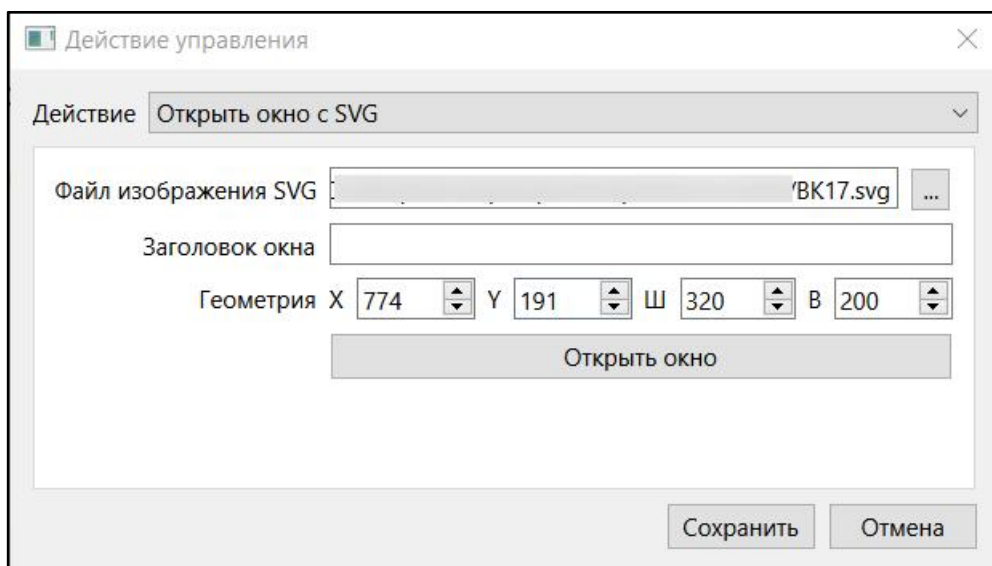 Действие управления
Действие Открыть окно с SVG
Файл изображения SVG /BK17.svg ...
Заголовок окна
Геометрия X 774 Y 191 Ш 320 В 200
Открыть окно
Сохранить Отмена